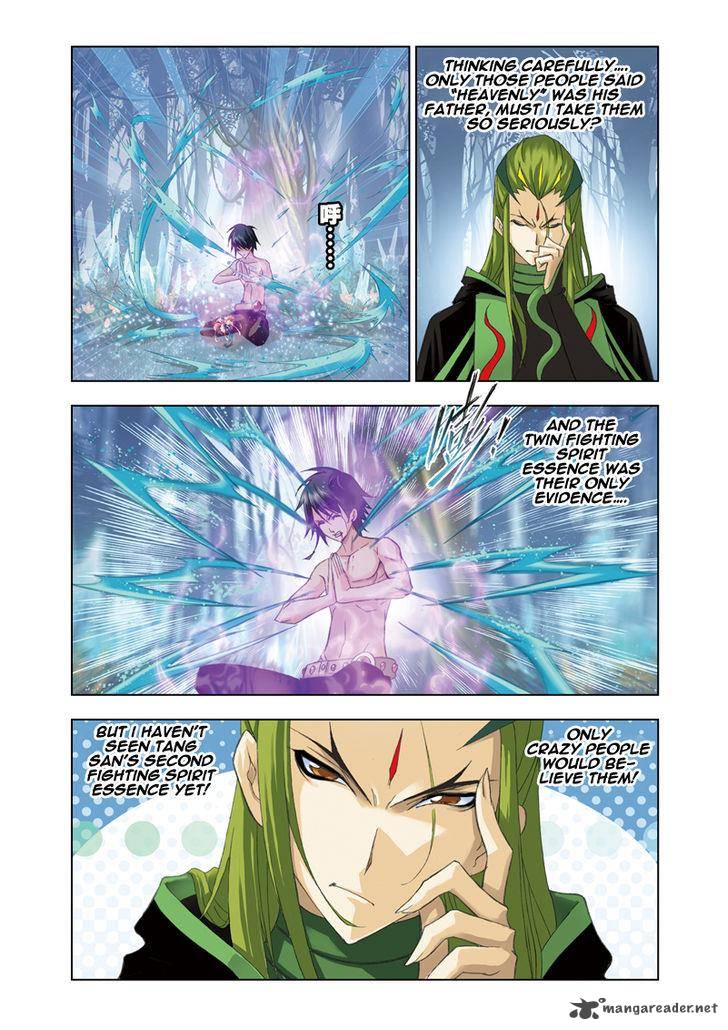 THINKING CAREFULLY....
ONLY THOSE PEOPLE SAID
"HEAVENLY" WAS HIS
FATHER, MUST I TAKE THEM
SO SERIOUSLY?
呼……
AND THE
TWIN FIGHTING
SPIRIT
ESSENCE WAS
THEIR ONLY
EVIDENCE....
BUT I HAVEN'T
SEEN TANG
SAN'S SECOND
FIGHTING SPIRIT
ESSENCE YET!
ONLY
CRAZY PEOPLE
WOULD BE-
LIEVE THEM!
mangareader.net